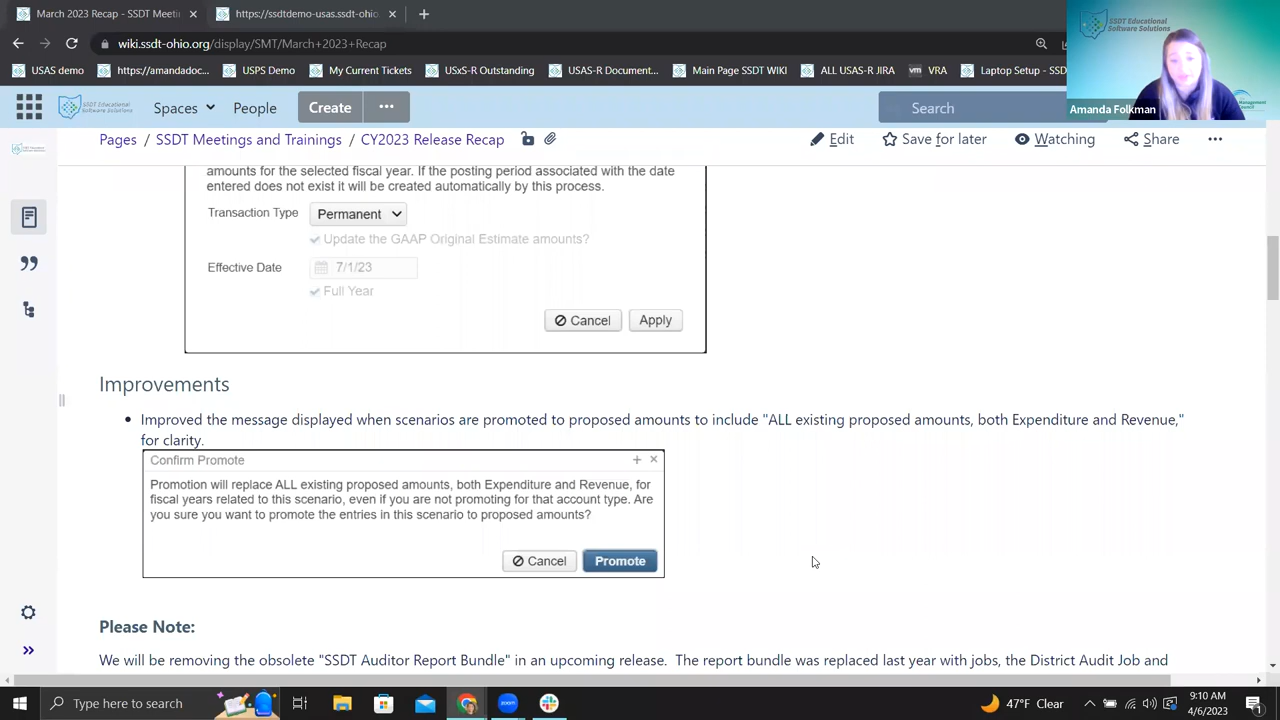 March 2023 Recap - SSDT Meetin
https://ssdtdemo-usas.ssdt-ohio.
wiki.ssdt-ohio.org/display/SMT/March+2023+Recap
USAS demo
https://amandadoc...
USPS Demo
My Current Tickets
USxS-R Outstanding
USAS-R Document...
Main Page SSDT WIKI
ALL USAS-R JIRA
VRA
Laptop Setup - SSD
SSDT Educational
Software Solutions
Amanda Folkman
Spaces
People
Create
Search
Pages / SSDT Meetings and Trainings / CY2023 Release Recap
Edit
Save for later
Watching
Share
amounts for the selected fiscal year. If the posting period associated with the date
entered does not exist it will be created automatically by this process.
Transaction Type
Permanent
Update the GAAP Original Estimate amounts?
Effective Date
7/1/23
Full Year
Cancel
Apply
Improvements
• Improved the message displayed when scenarios are promoted to proposed amounts to include "ALL existing proposed amounts, both Expenditure and Revenue,"
for clarity.
Confirm Promote
Promotion will replace ALL existing proposed amounts, both Expenditure and Revenue, for
fiscal years related to this scenario, even if you are not promoting for that account type. Are
you sure you want to promote the entries in this scenario to proposed amounts?
Cancel
Promote
Please Note:
We will be removing the obsolete "SSDT Auditor Report Bundle" in an upcoming release. The report bundle was replaced last year with jobs, the District Audit Job and
Type here to search
47°F Clear
9:10 AM
4/6/2023